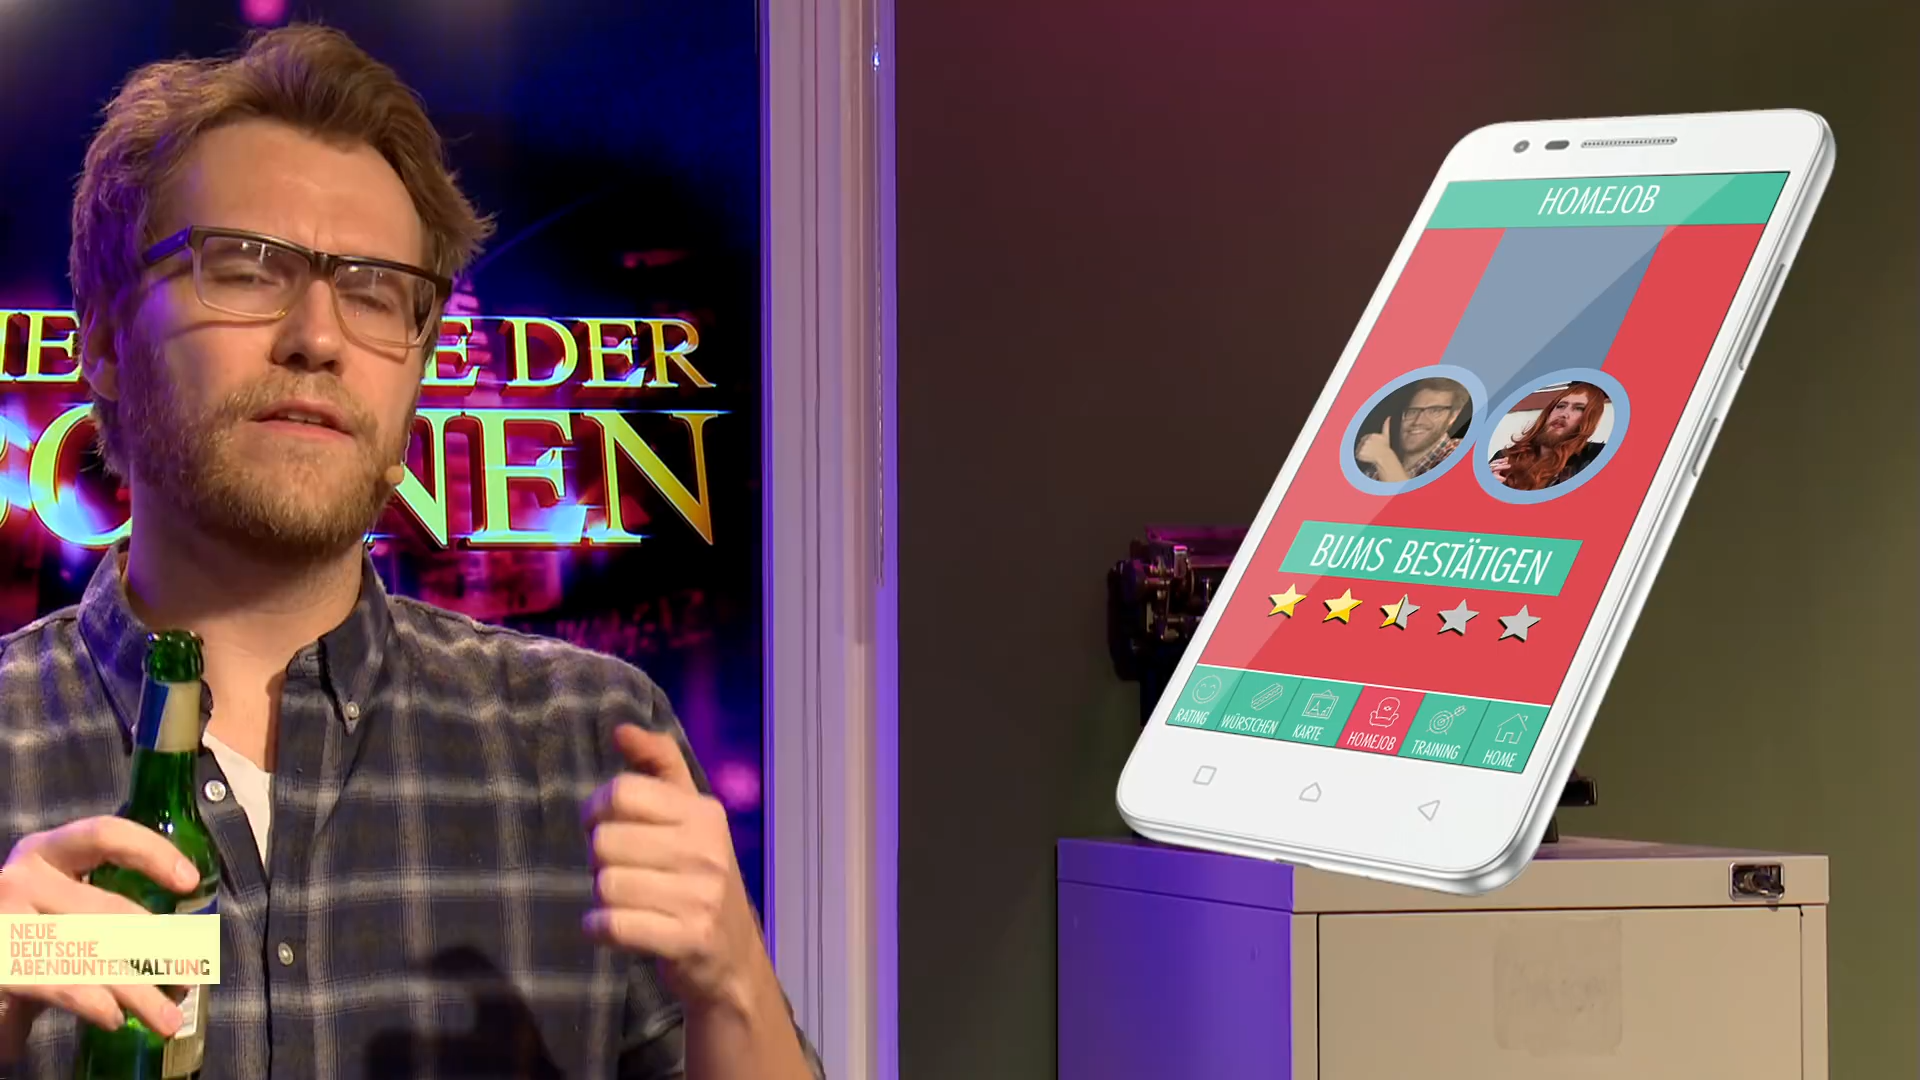 E DER
NEN
NEUE
DEUTSCHE
ABENDUNTERHALTUNG
HOMEJOB
BUMS BESTÄTIGEN
RATING
WÜRSTCHEN
KARTE
HOMEJOB
TRAINING
HOME